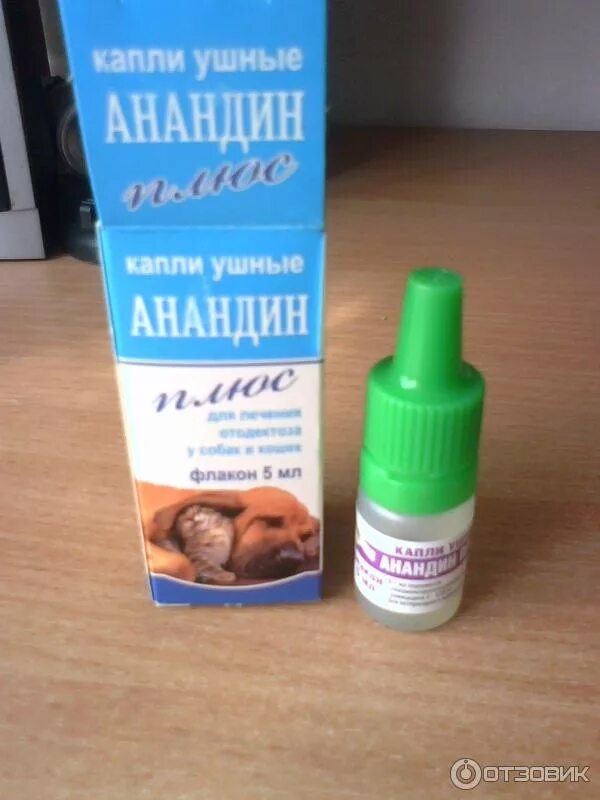 капли ушные
АНАНДИН
плюс
капли ушные
АНАНДИН
плюс
для лечения
отодектоза
у собак и кошек
флакон 5 мл
КАПЛИ
АНАНДИН
мл
ОТЗОВИК